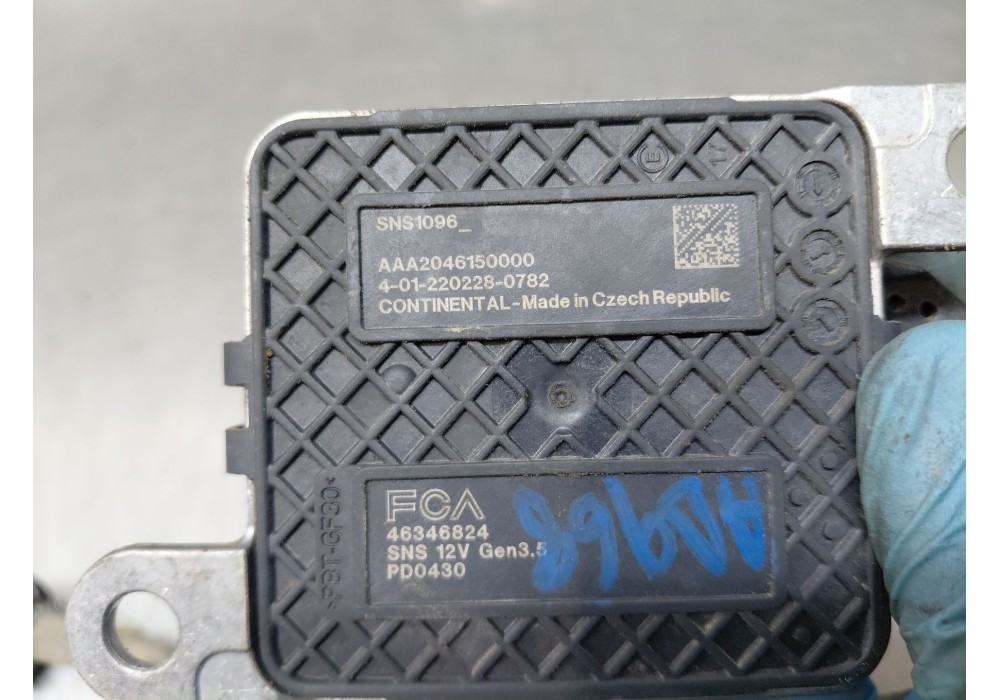 E
17
SNS1096_
AAA2046150000
4-01-220228-0782
CONTINENTAL-Made in Czech Republic
>PBT-GF30<
FCA
46346824
SNS 12V Gen3.5
PD0430